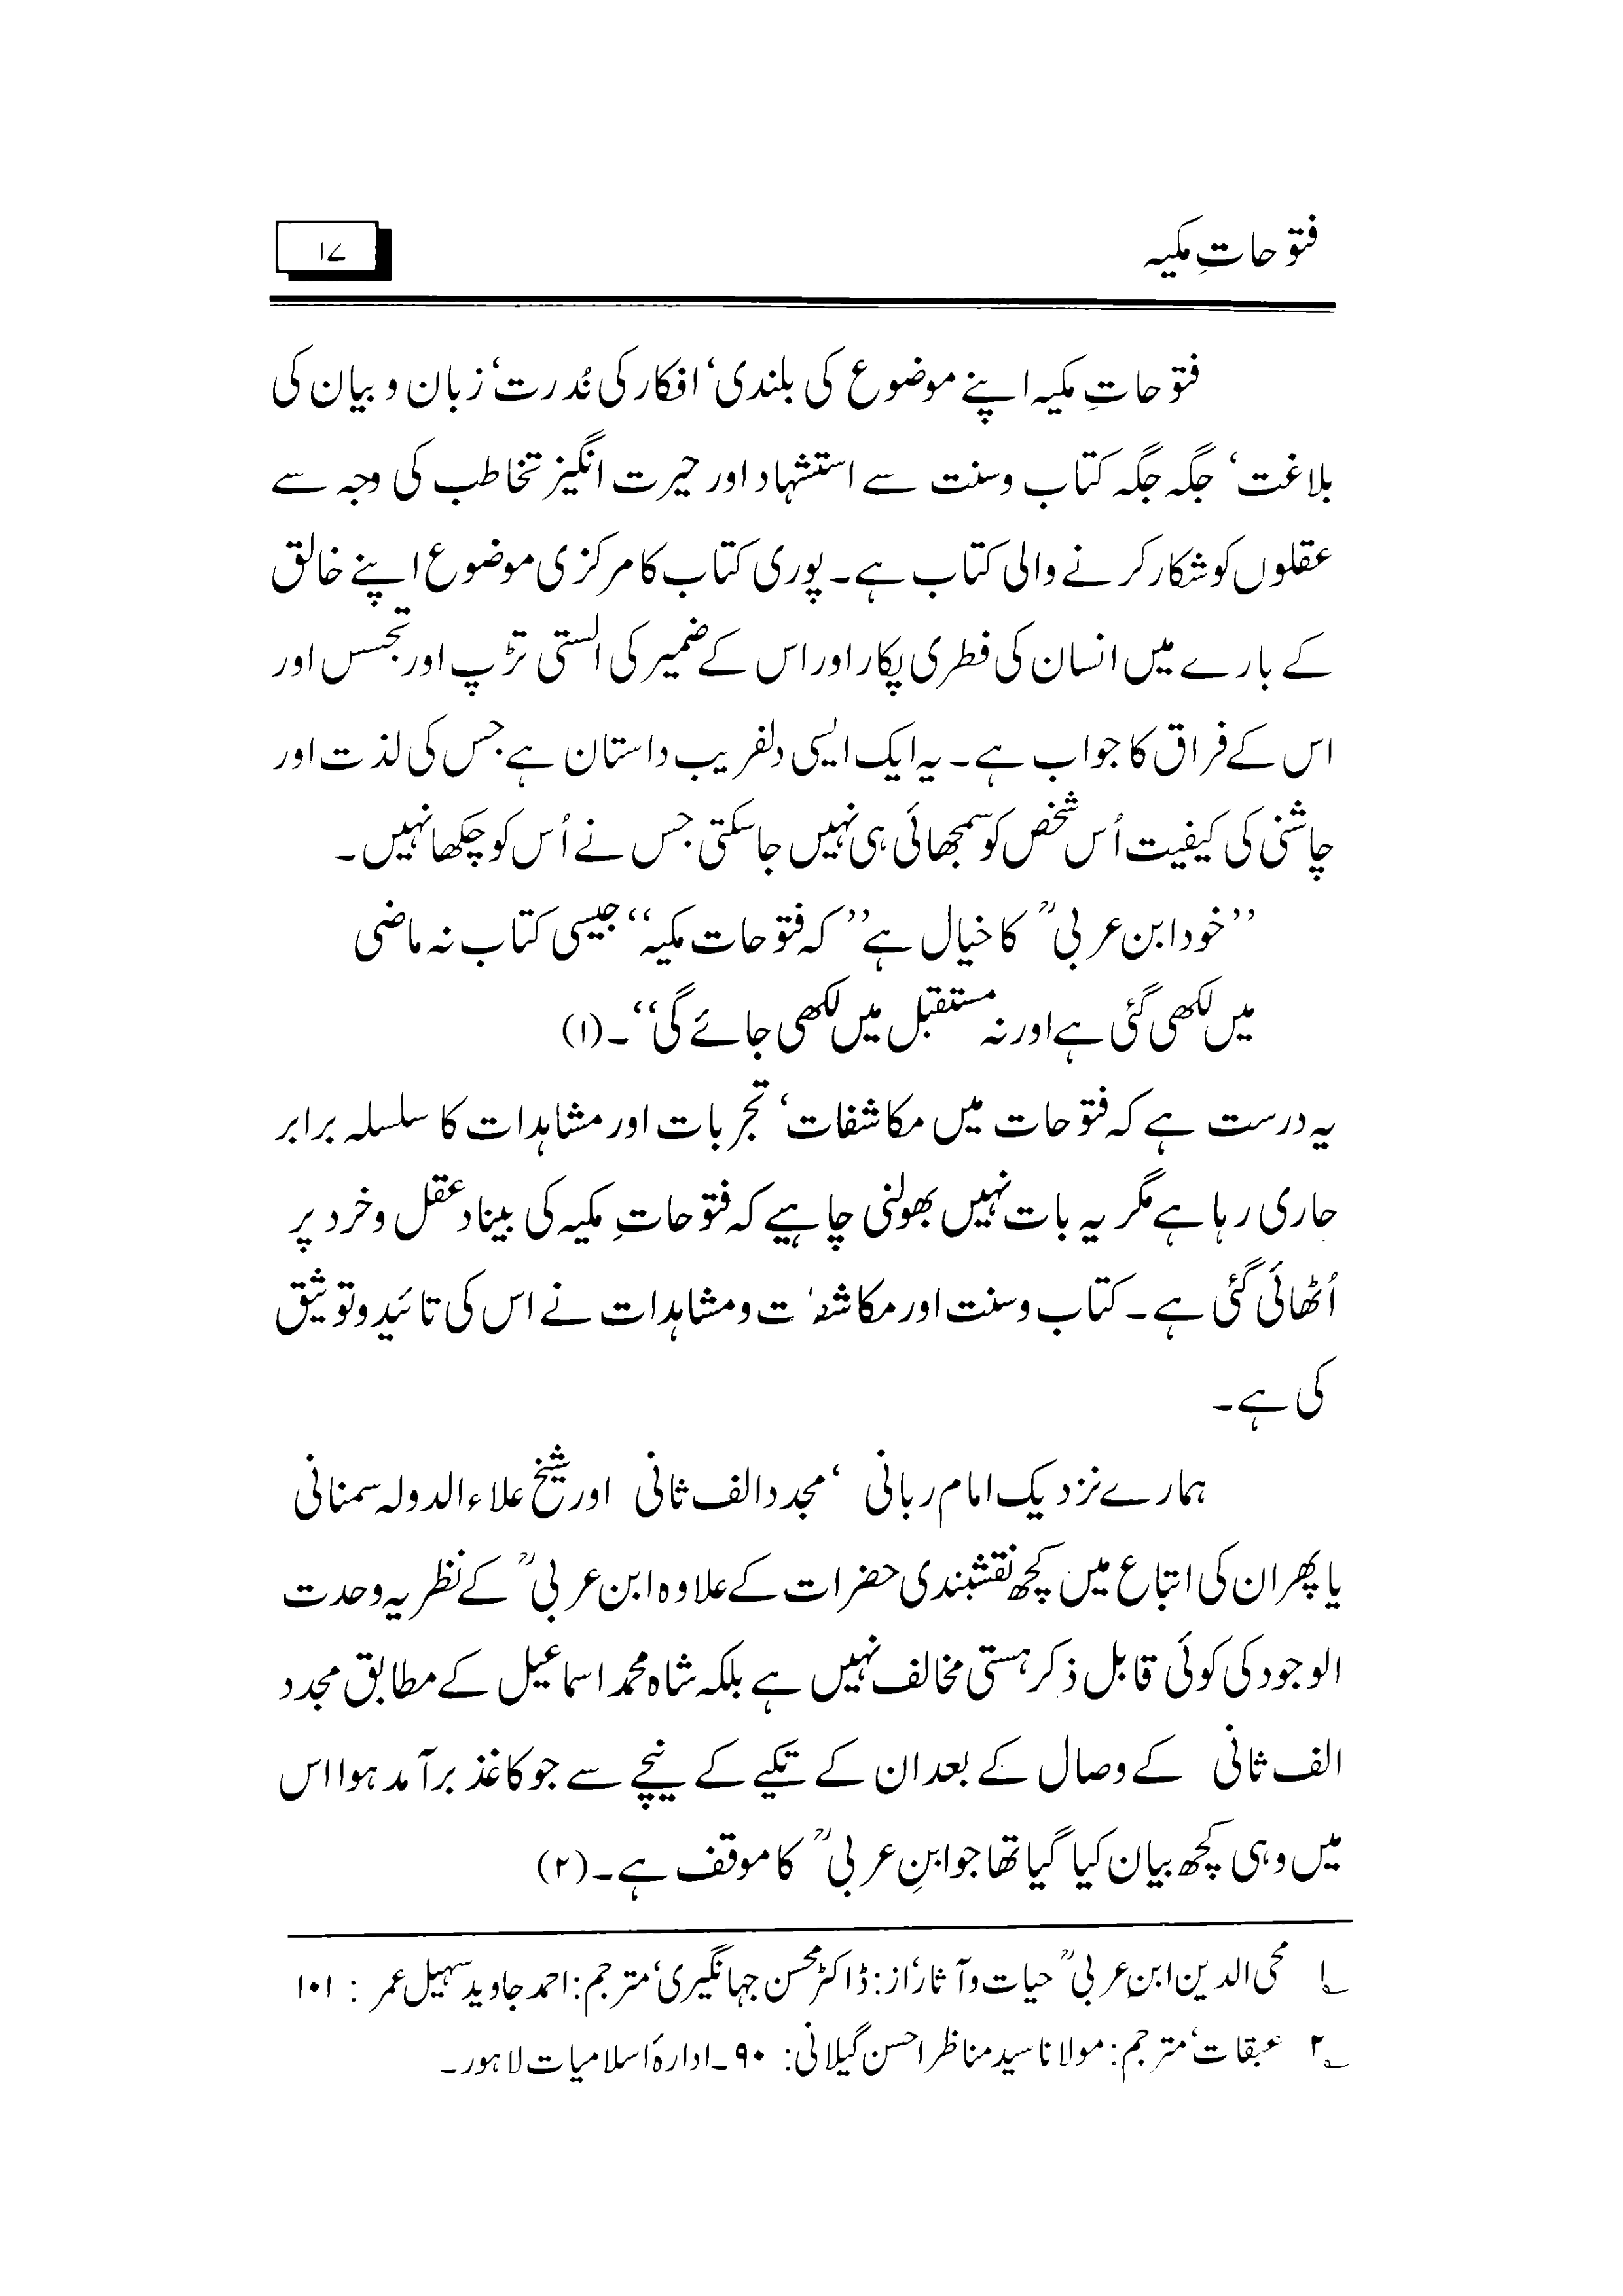 فتوحاتِ مکیہ
۱۷
فتوحاتِ مکیہ اپنے موضوع کی بلندی‘ افکار کی نُدرت‘ زبان و بیان کی
بلاغت‘ جگہ جگہ کتاب وسنت سے استشہاد اور حیرت انگیز تخاطب کی وجہ سے
عقلوں کو شکار کرنے والی کتاب ہے۔ پوری کتاب کا مرکزی موضوع اپنے خالق
کے بارے میں انسان کی فطری پکار اور اس کے ضمیر کی الستی تڑپ اور تجسس اور
اس کے فراق کا جواب ہے۔ یہ ایک ایسی دلفریب داستان ہے جس کی لذت اور
چاشنی کی کیفیت اُس شخص کو سمجھائی ہی نہیں جاسکتی جس نے اُس کو چکھا نہیں۔
’’خود ابن عربیؒ کا خیال ہے’’ کہ فتوحات مکیہ‘‘ جیسی کتاب نہ ماضی
میں لکھی گئی ہے اور نہ مستقبل میں لکھی جائے گی‘‘۔(۱)
یہ درست ہے کہ فتوحات میں مکاشفات‘ تجربات اور مشاہدات کا سلسلہ برابر
جاری رہا ہے مگر یہ بات نہیں بھولنی چاہیے کہ فتوحاتِ مکیہ کی بیناد عقل و خرد پر
اُٹھائی گئی ہے۔ کتاب وسنت اور مکاشفات ومشاہدات نے اس کی تائید وتوثیق
کی ہے۔
ہمارے نزدیک امام ربانی ‘ مجدد الف ثانی اور شیخ علاء الدولہ سمنانی
یا پھر ان کی اتباع میں کچھ نقشبندی حضرات کے علاوہ ابن عربیؒ کے نظریہ وحدت
الوجود کی کوئی قابل ذکر ہستی مخالف نہیں ہے بلکہ شاہ محمد اسماعیل کے مطابق مجدد
الف ثانی کے وصال کے بعد ان کے تکیے کے نیچے سے جو کاغذ برآمد ہوا اس
میں وہی کچھ بیان کیا گیا تھا جو ابنِ عربیؒ کا موقف ہے۔(۲)
۱؎ محی الدین ابن عربیؒ حیات وآثار‘ از: ڈاکٹر محسن جہانگیری‘ مترجم: احمد جاوید سہیل عمر : ۱۰۱
۲؎ عبقات‘ مترجم: مولانا سید مناظر احسن گیلانی: ۹۰۔ ادارۂ اسلامیات لاہور۔